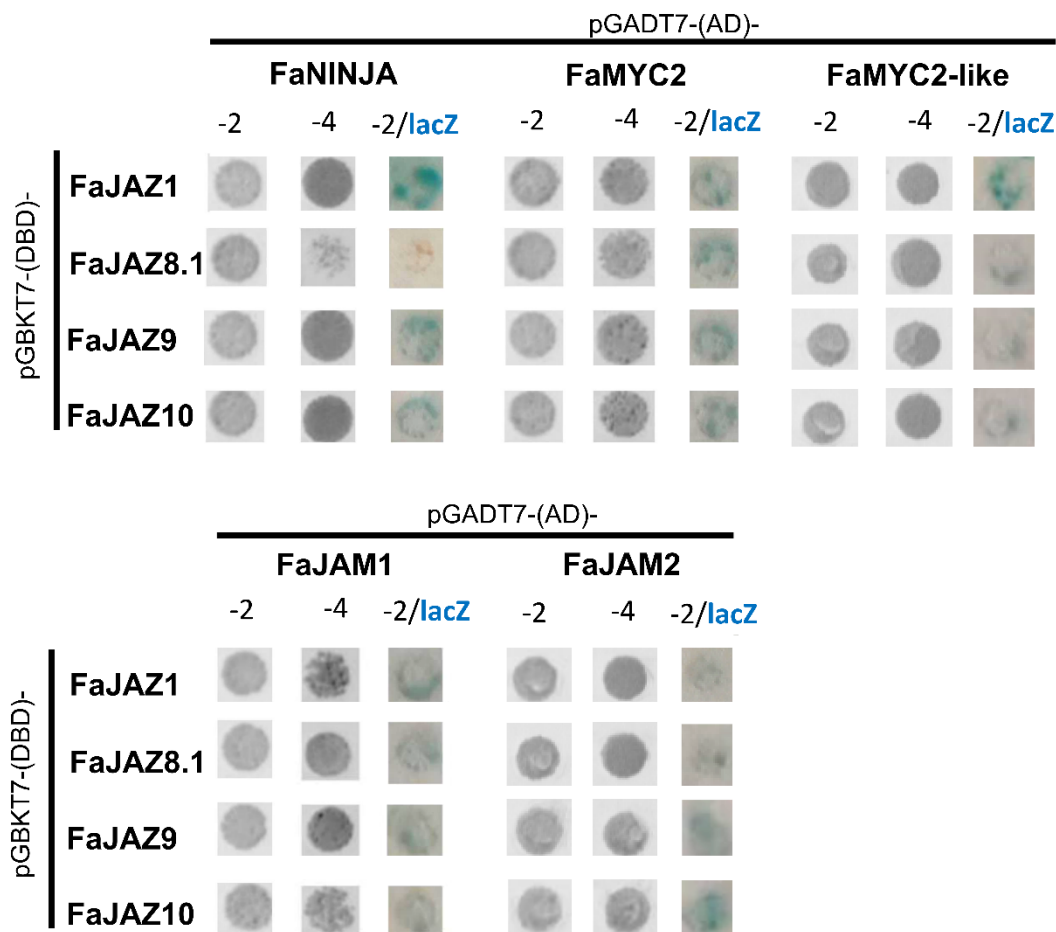 pGADT7-(AD)-
FaNINJA FaMYC2 FaMYC2-like
-2 -4 -2/lacZ -2 -4 -2/lacZ -2 -4 -2/lacZ
pGBKT7-(DBD)-
FaJAZ1
FaJAZ8.1
FaJAZ9
FaJAZ10
pGADT7-(AD)-
FaJAM1 FaJAM2
-2 -4 -2/lacZ -2 -4 -2/lacZ
pGBKT7-(DBD)-
FaJAZ1
FaJAZ8.1
FaJAZ9
FaJAZ10